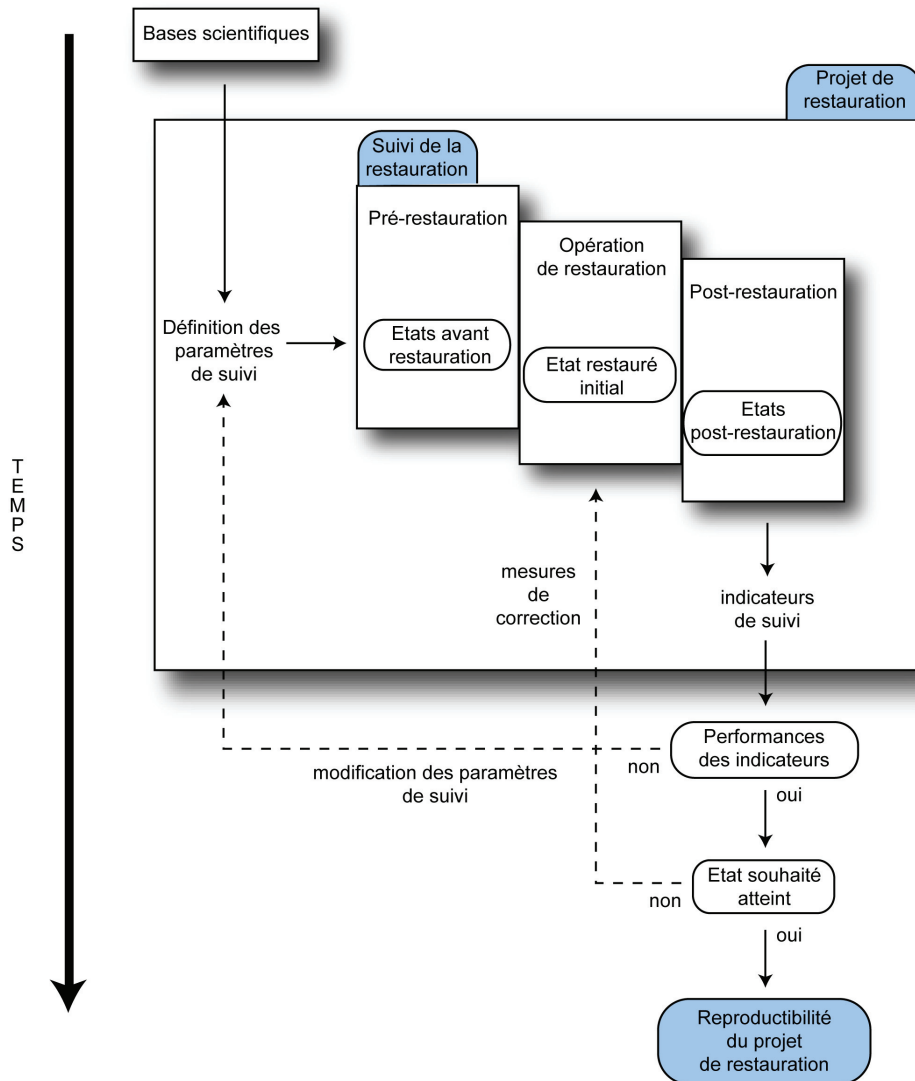 Bases scientifiques
Projet de
restauration
Suivi de la
restauration
Pré-restauration
Opération
de restauration
Post-restauration
Définition des
paramètres
de suivi
Etats avant
restauration
Etat restauré
initial
Etats
post-restauration
T
E
M
P
S
mesures
de
correction
indicateurs
de suivi
Performances
des indicateurs
non
modification des paramètres
de suivi
oui
Etat souhaité
atteint
non
oui
Reproductibilité
du projet
de restauration